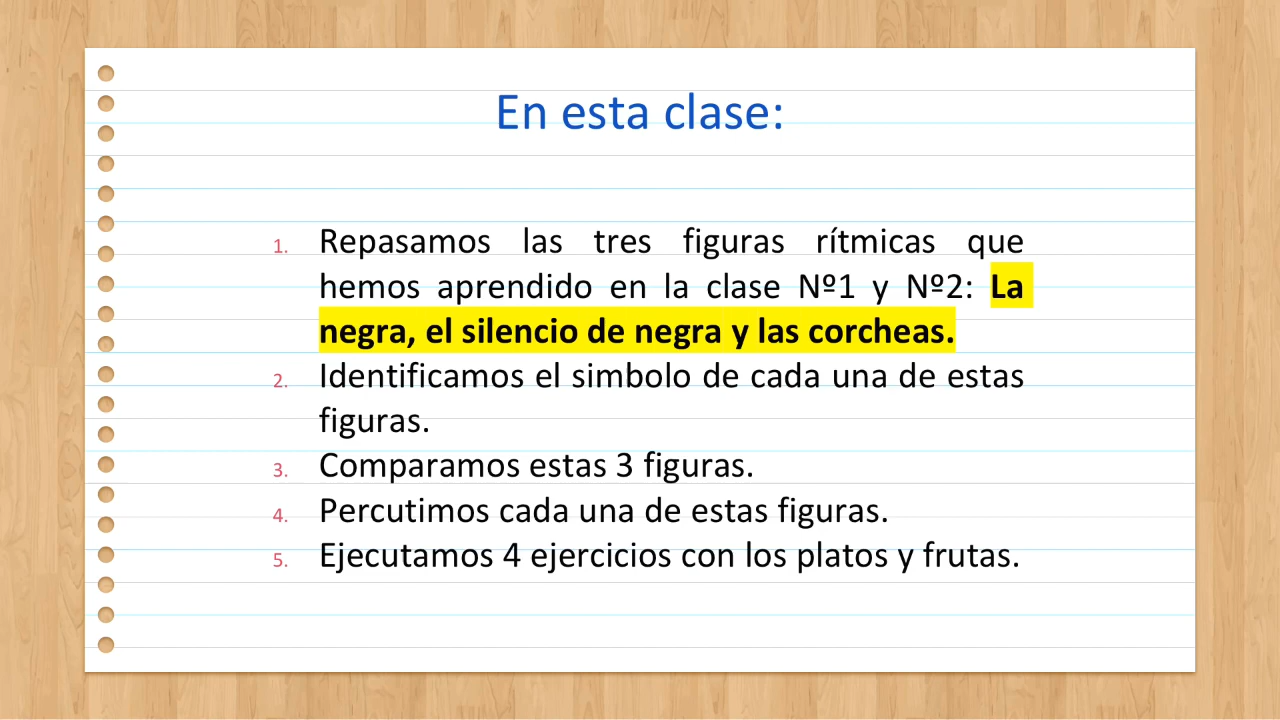 En esta clase:
1. Repasamos las tres figuras rítmicas que
hemos aprendido en la clase Nº1 y Nº2: La
negra, el silencio de negra y las corcheas.
2. Identificamos el simbolo de cada una de estas
figuras.
3. Comparamos estas 3 figuras.
4. Percutimos cada una de estas figuras.
5. Ejecutamos 4 ejercicios con los platos y frutas.